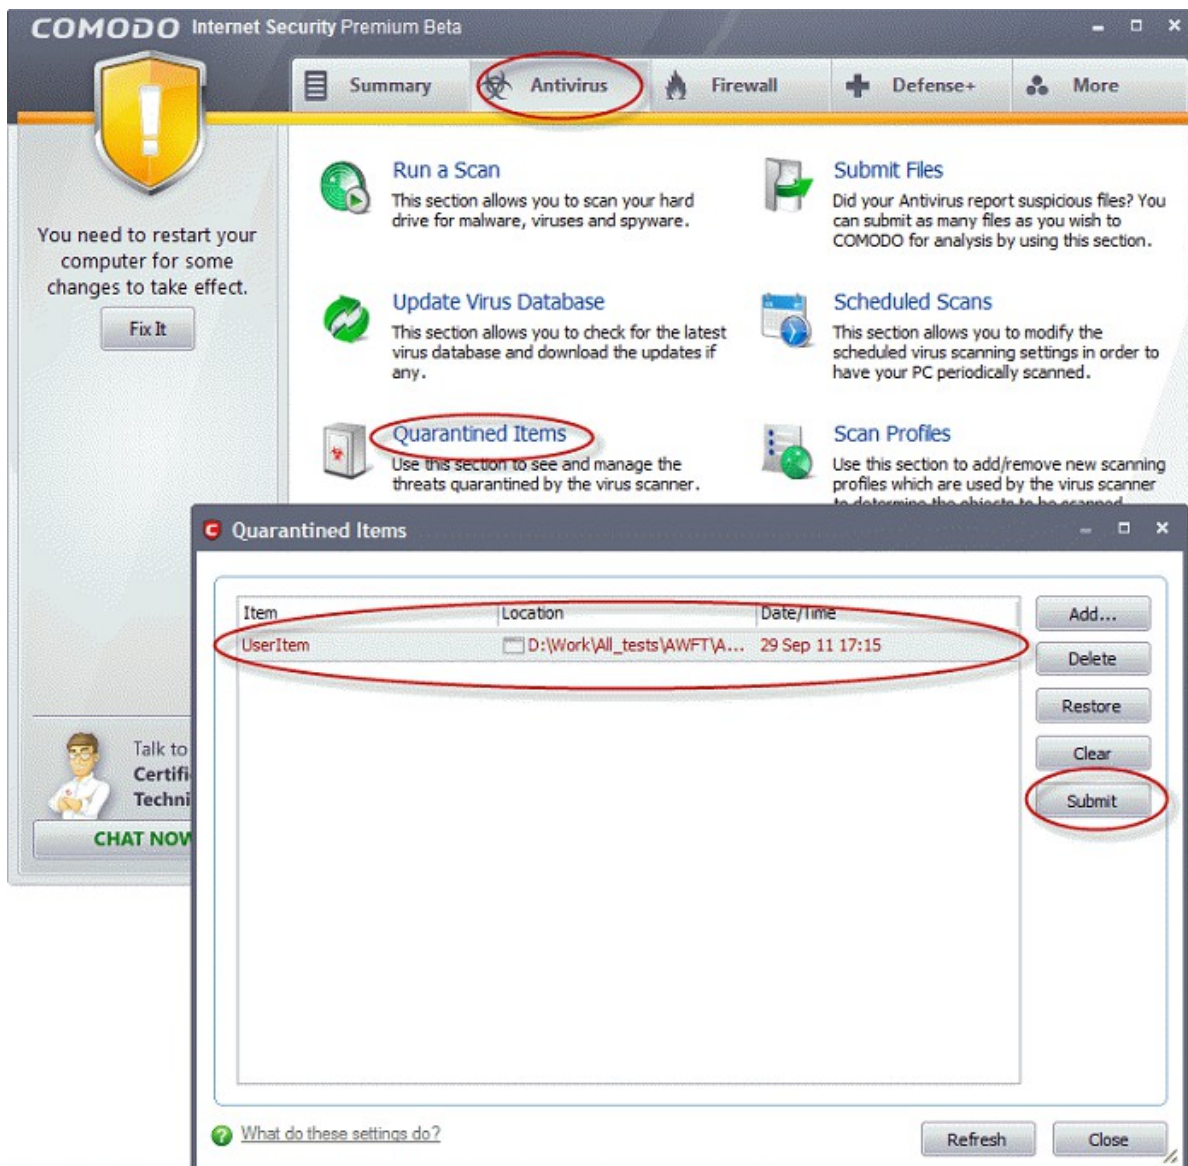 COMODO Internet Security Premium Beta
Summary
Antivirus
Firewall
Defense+
More
You need to restart your
computer for some
changes to take effect.
Fix It
Run a Scan
This section allows you to scan your hard
drive for malware, viruses and spyware.
Submit Files
Did your Antivirus report suspicious files? You
can submit as many files as you wish to
COMODO for analysis by using this section.
Update Virus Database
This section allows you to check for the latest
virus database and download the updates if
any.
Scheduled Scans
This section allows you to modify the
scheduled virus scanning settings in order to
have your PC periodically scanned.
Quarantined Items
Use this section to see and manage the
threats quarantined by the virus scanner.
Scan Profiles
Use this section to add/remove new scanning
profiles which are used by the virus scanner
to determine the objects to be scanned
Talk to
Certifi
Techni
CHAT NOW
Quarantined Items
Item Location Date/Time
UserItem D:\Work\All_tests\AWFT\A... 29 Sep 11 17:15
Add...
Delete
Restore
Clear
Submit
What do these settings do?
Refresh
Close